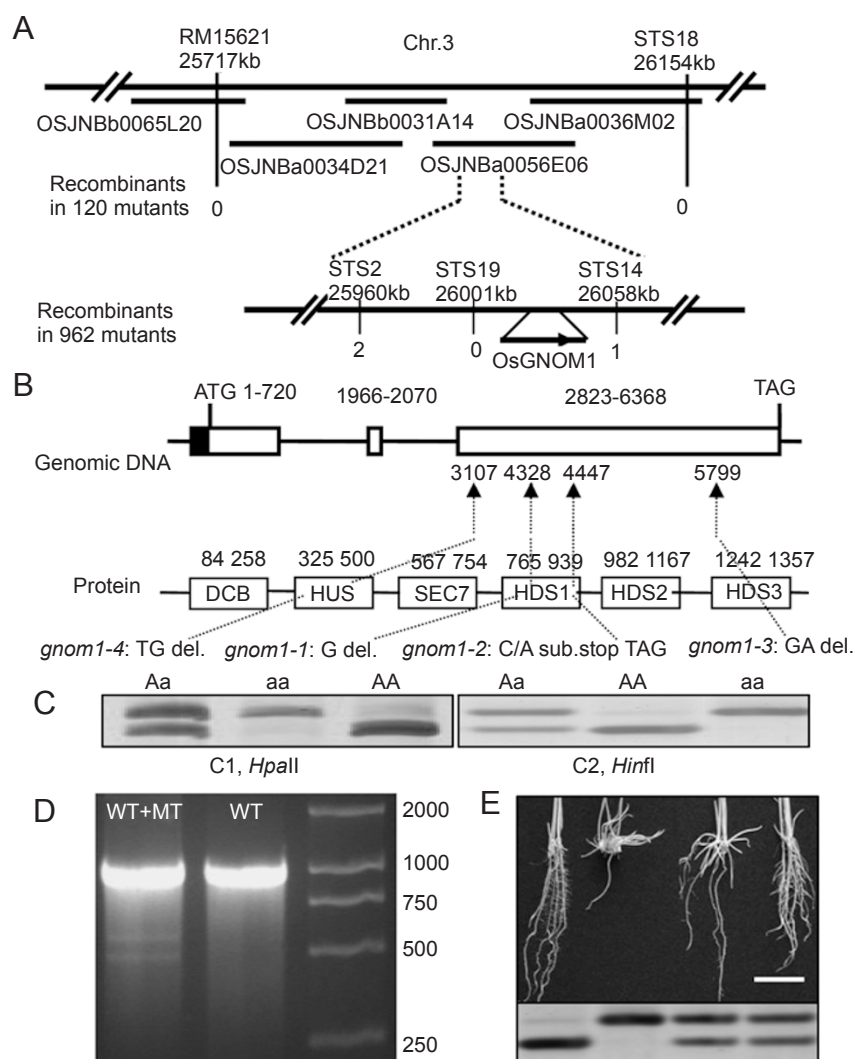 A
RM15621
25717kb
Chr.3
STS18
26154kb
OSJNBb0065L20
OSJNBb0031A14
OSJNBa0036M02
OSJNBa0034D21
OSJNBa0056E06
Recombinants
in 120 mutants
0
0
STS2
25960kb
STS19
26001kb
STS14
26058kb
Recombinants
in 962 mutants
2
0
1
OsGNOM1
B
ATG 1-720
1966-2070
2823-6368
TAG
Genomic DNA
3107 4328 4447 5799
84 258 325 500 567 754 765 939 982 1167 1242 1357
Protein
DCB HUS SEC7 HDS1 HDS2 HDS3
gnom1-4: TG del. gnom1-1: G del. gnom1-2: C/A sub.stop TAG gnom1-3: GA del.
C
Aa aa AA Aa AA aa
C1, HpaII C2, HinfI
D
WT+MT WT
2000
1000
750
500
250
E